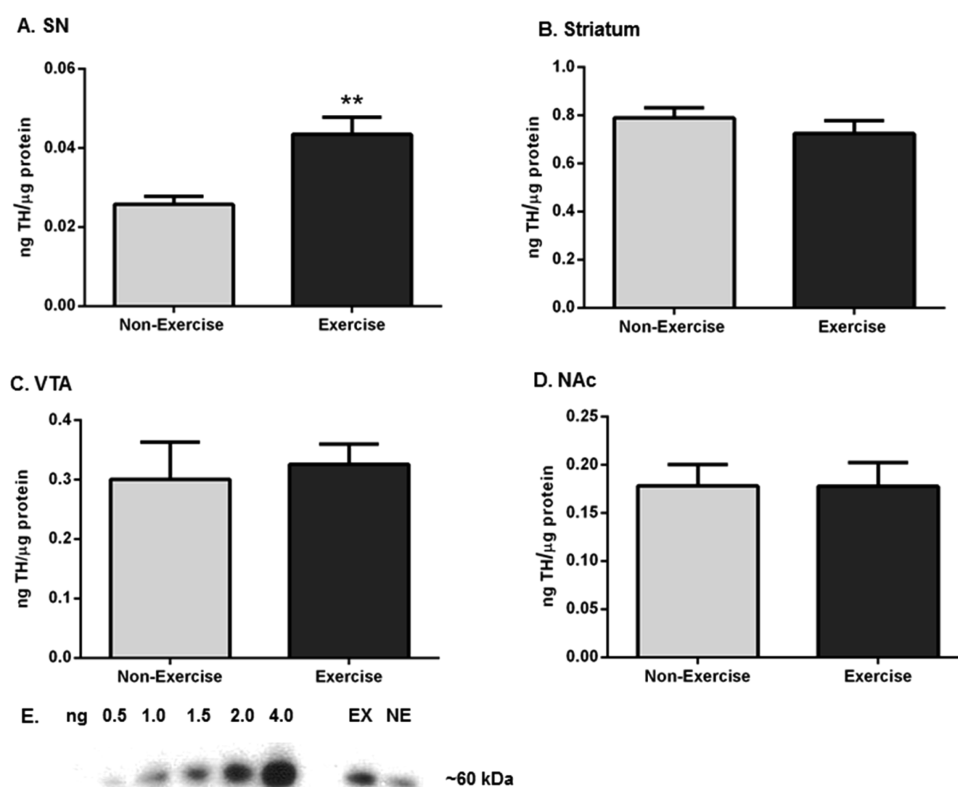 A. SN
0.06
0.04
0.02
0.00
ng TH/µg protein
**
Non-Exercise Exercise
B. Striatum
1.0
0.8
0.6
0.4
0.2
0.0
ng TH/µg protein
Non-Exercise Exercise
C. VTA
0.4
0.3
0.2
0.1
0.0
ng TH/µg protein
Non-Exercise Exercise
D. NAc
0.25
0.20
0.15
0.10
0.05
0.00
ng TH/µg protein
Non-Exercise Exercise
E. ng 0.5 1.0 1.5 2.0 4.0 EX NE
~60 kDa